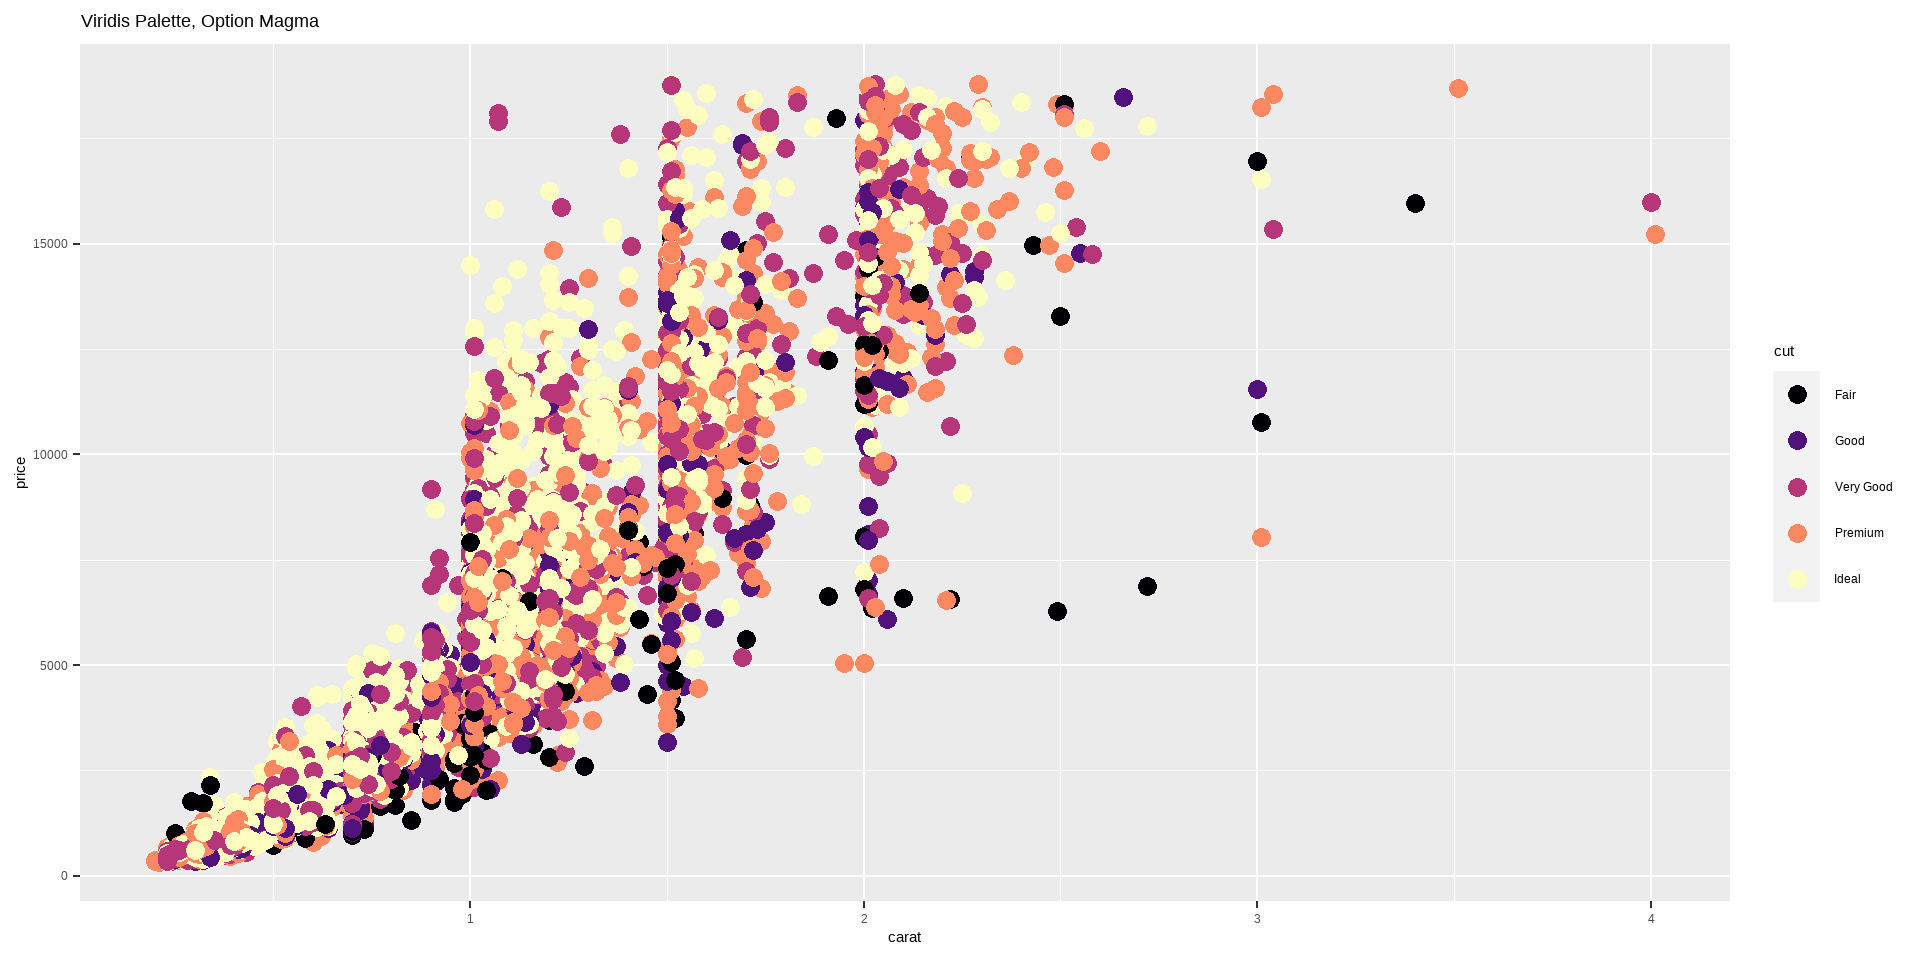 Viridis Palette, Option Magma
price
15000
10000
5000
0
1
2
3
4
carat
cut
Fair
Good
Very Good
Premium
Ideal